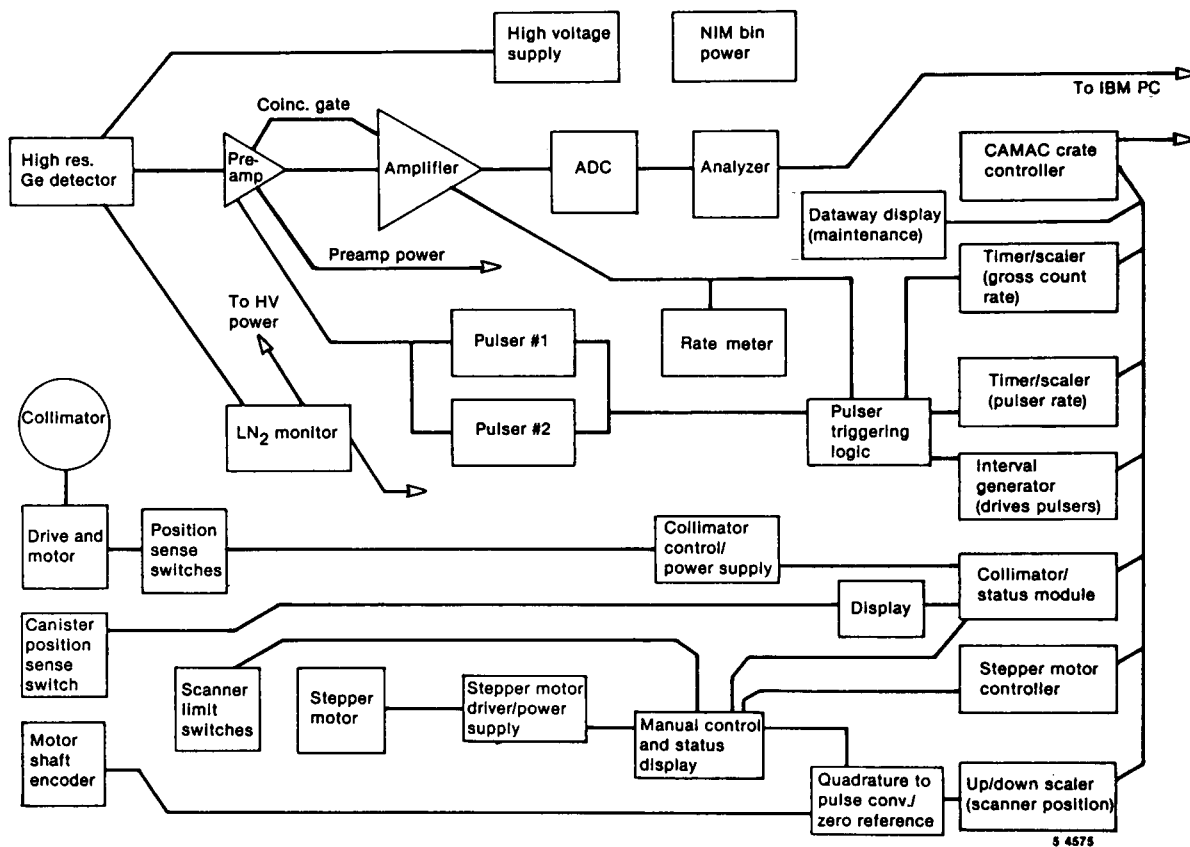 High voltage
supply
NIM bin
power
To IBM PC
Coinc. gate
High res.
Ge detector
Pre-
amp
Amplifier
ADC
Analyzer
CAMAC crate
controller
Dataway display
(maintenance)
Preamp power
Timer/scaler
(gross count
rate)
To HV
power
Pulser #1
Rate meter
Timer/scaler
(pulser rate)
Collimator
LN2 monitor
Pulser #2
Pulser
triggering
logic
Interval
generator
(drives pulsers)
Drive and
motor
Position
sense
switches
Collimator
control/
power supply
Collimator/
status module
Display
Canister
position
sense
switch
Scanner
limit
switches
Stepper
motor
Stepper motor
driver/power
supply
Manual control
and status
display
Stepper motor
controller
Motor
shaft
encoder
Quadrature to
pulse conv./
zero reference
Up/down scaler
(scanner position)
5 4575